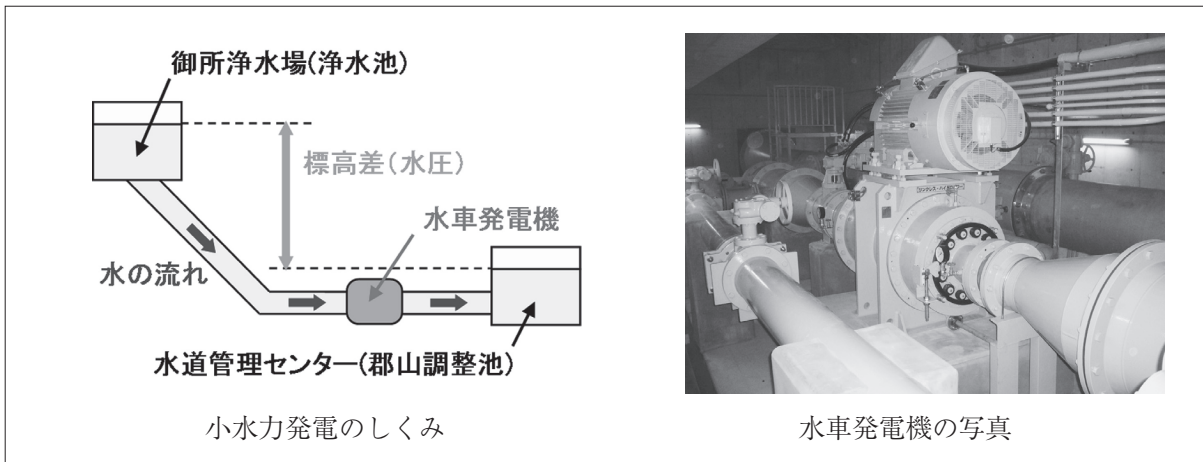 御所浄水場(浄水池)
標高差(水圧)
水車発電機
水の流れ
水道管理センター(郡山調整池)
小水力発電のしくみ
水車発電機の写真